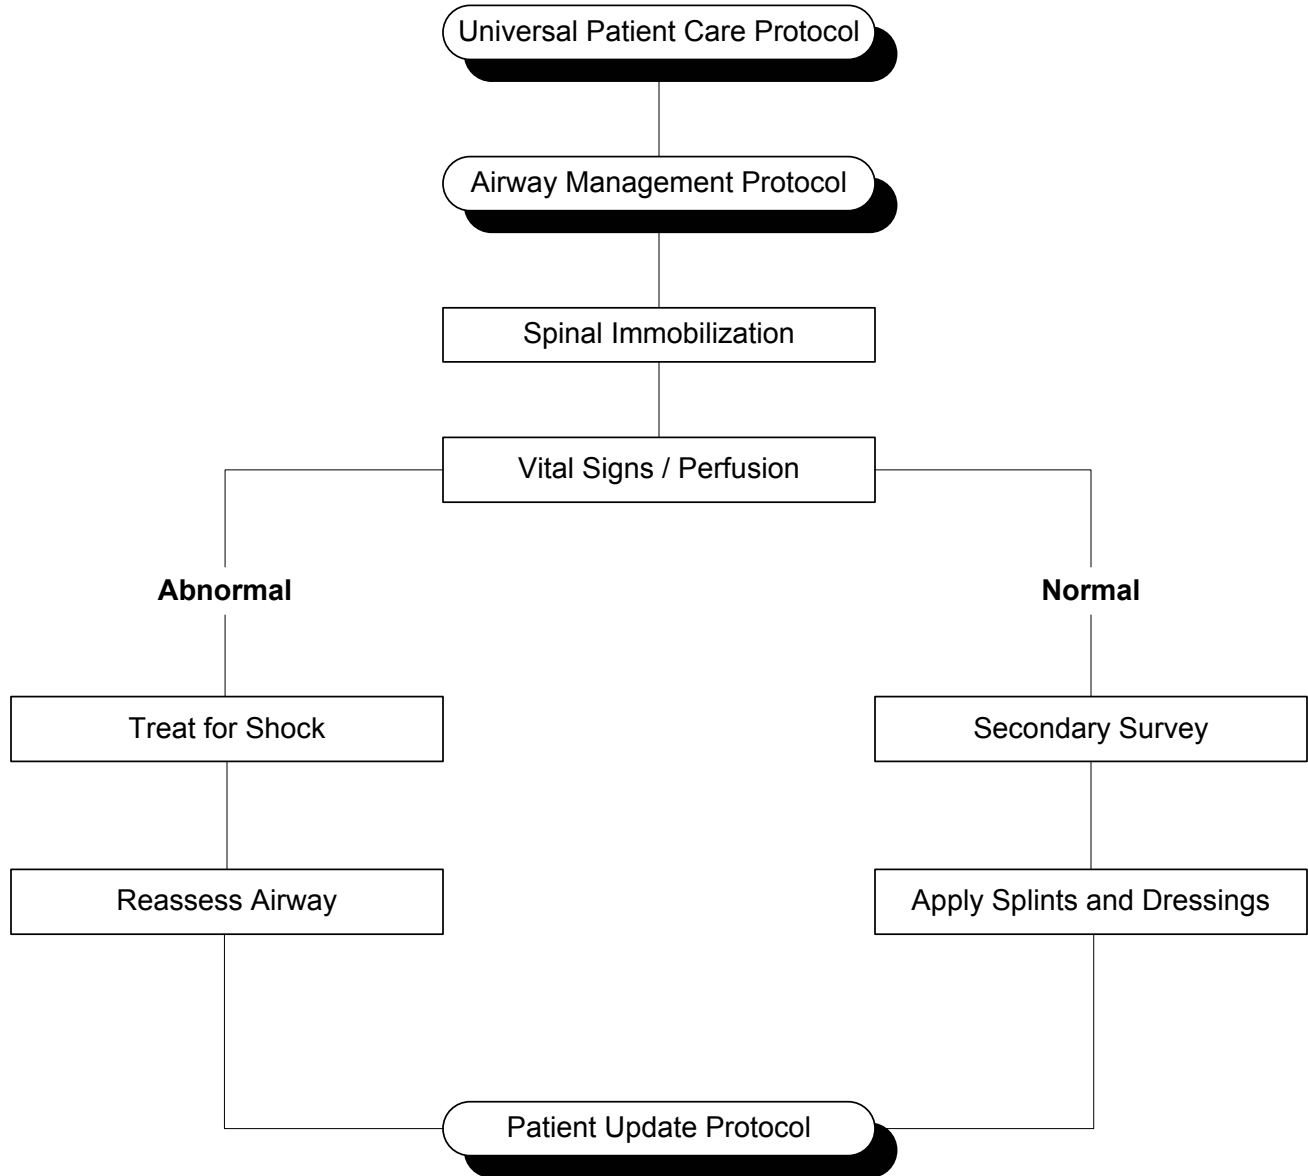 Universal Patient Care Protocol
Airway Management Protocol
Spinal Immobilization
Vital Signs / Perfusion
Abnormal
Normal
Treat for Shock
Secondary Survey
Reassess Airway
Apply Splints and Dressings
Patient Update Protocol